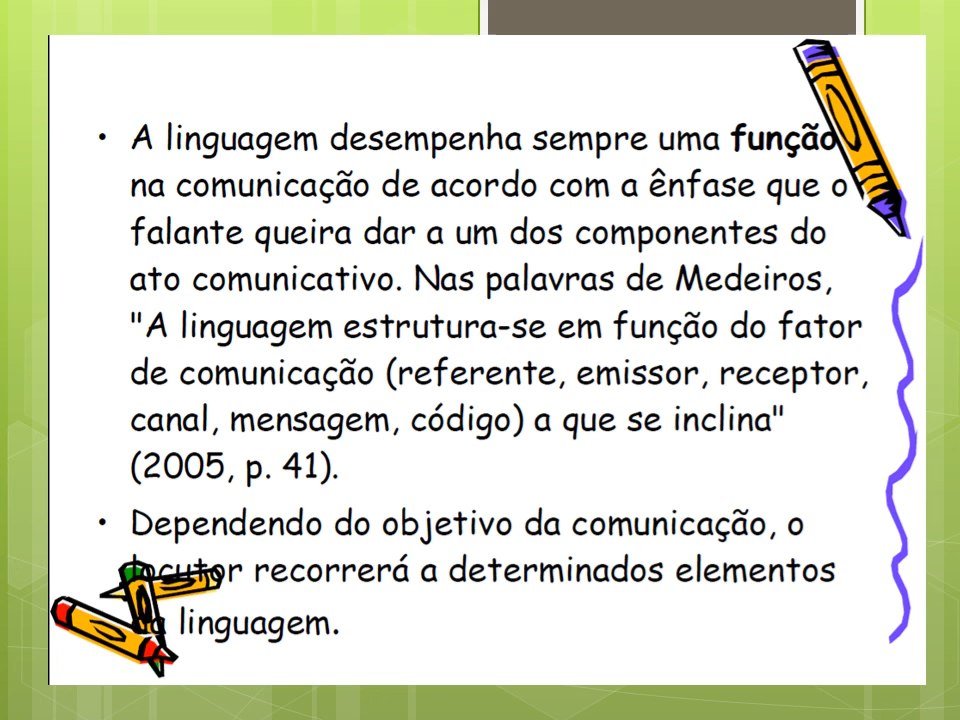 • A linguagem desempenha sempre uma função
na comunicação de acordo com a ênfase que o
falante queira dar a um dos componentes do
ato comunicativo. Nas palavras de Medeiros,
"A linguagem estrutura-se em função do fator
de comunicação (referente, emissor, receptor,
canal, mensagem, código) a que se inclina"
(2005, p. 41).
• Dependendo do objetivo da comunicação, o
locutor recorrerá a determinados elementos
da linguagem.